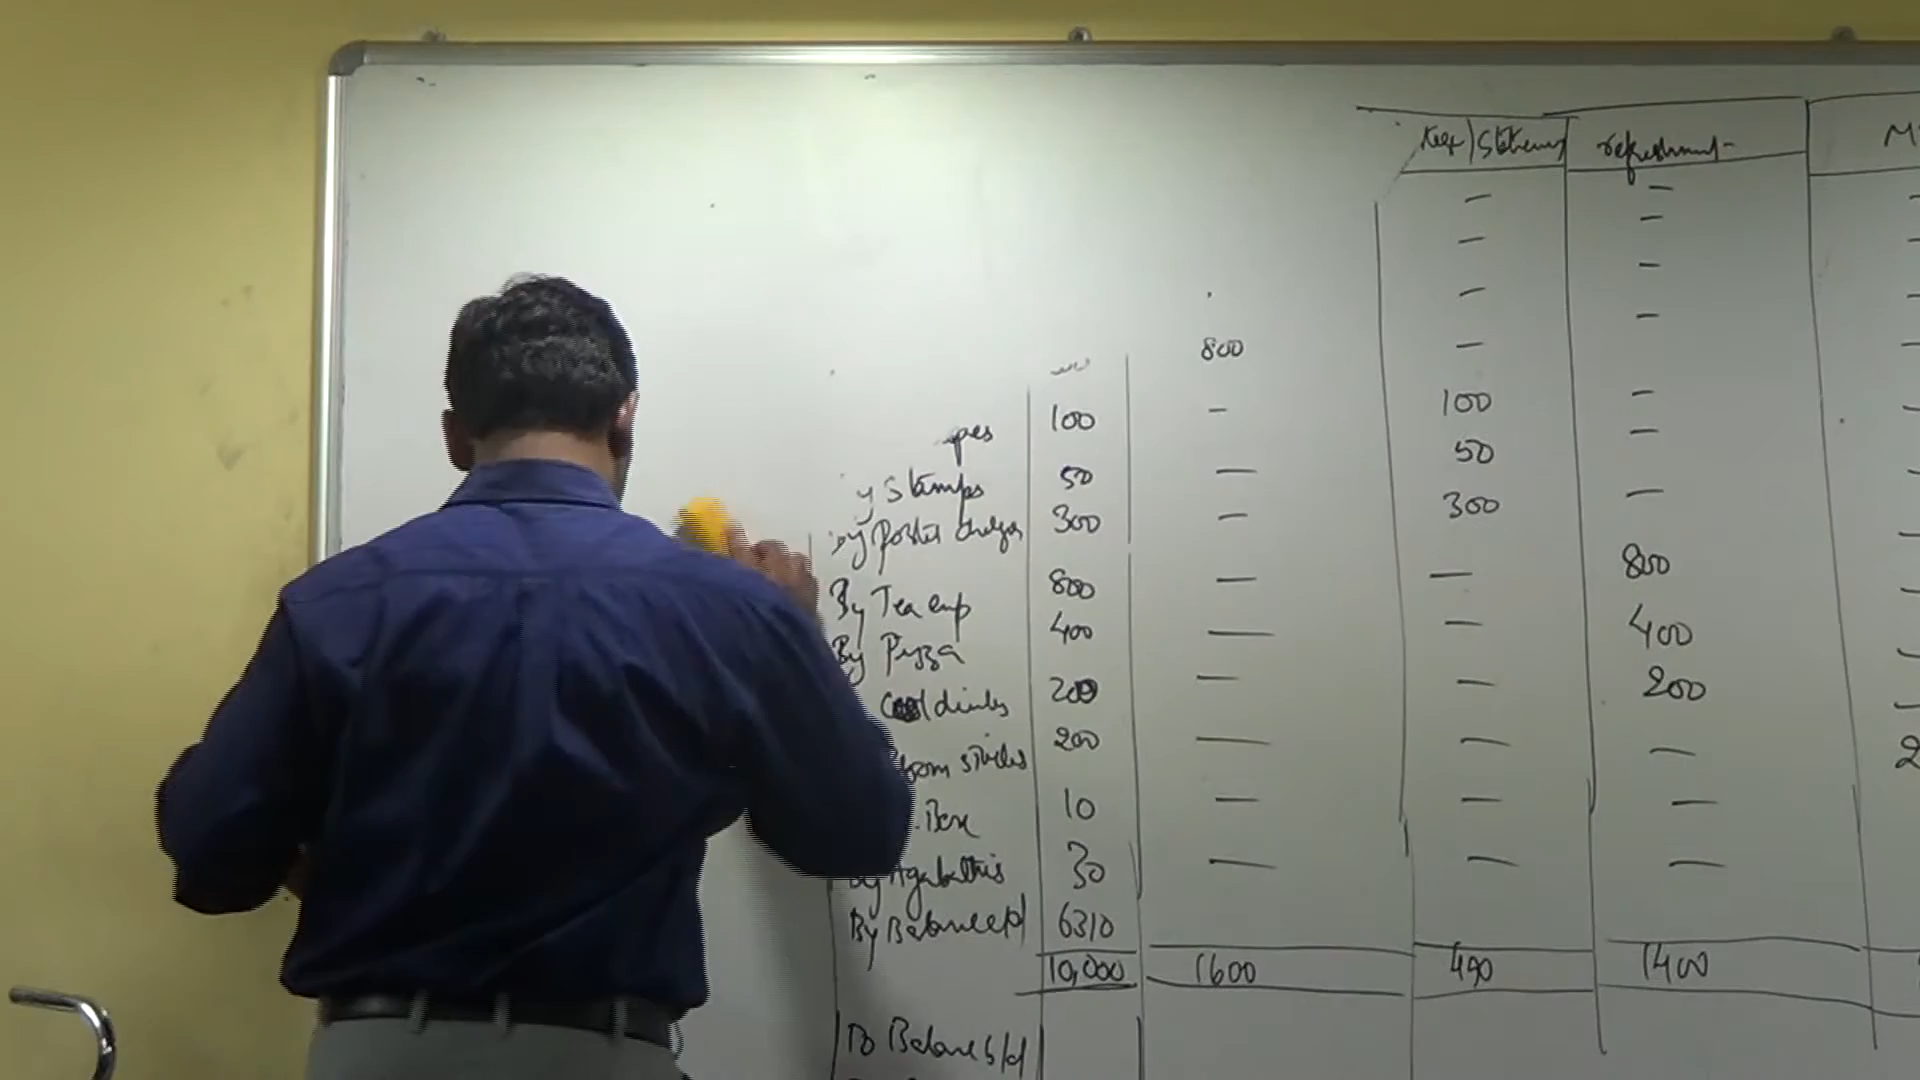 refreshment
800
100 - 100 -
By Stamps 50 - 50 -
By Postal 300 - 300 -
By Tea cup 800 - - 800
By Pizza 400 - - 400
Cool drinks 200 - - 200
200 - - -
10 - - -
By Agabathis 30 - - -
By Balance c/d 6310
10,000 1600 490 1400
To Balance b/d